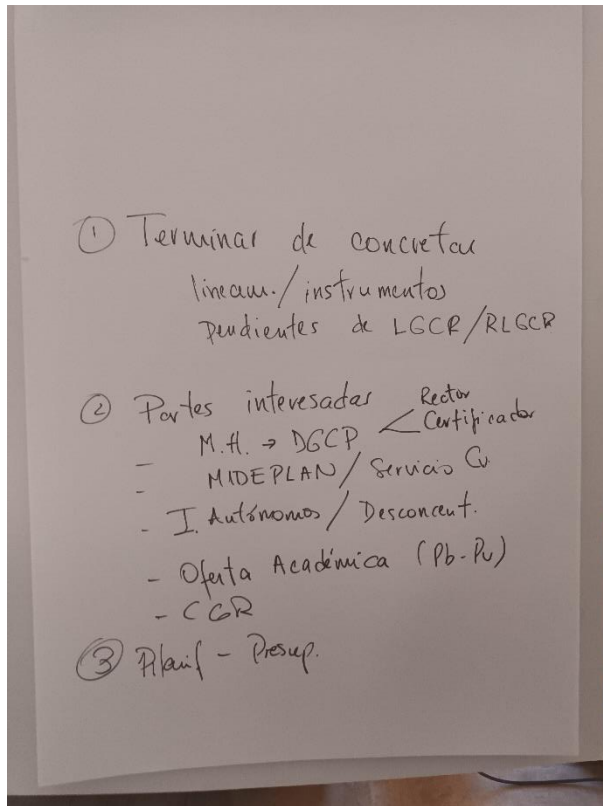 ① Terminar de concretar
lineam./instrumentos
pendientes de LGCP/RLGCP
② Partes interesadas
- M.H. → DGCP < Rector
Certificador
- MIDEPLAN/Servicio Cv
- I. Autónomos/Desconcent.
- Oferta Académica (Pb-Pv)
- CGR
③ Planif - Presup.